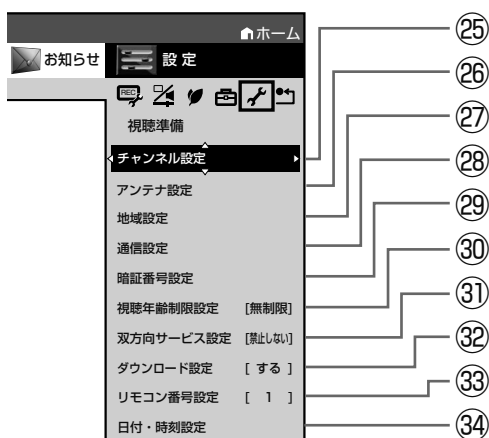 ホーム
お知らせ
設定
REC
視聴準備
チャンネル設定
アンテナ設定
地域設定
通信設定
暗証番号設定
視聴年齢制限設定 [無制限]
双方向サービス設定 [禁止しない]
ダウンロード設定 [ する ]
リモコン番号設定 [ 1 ]
日付・時刻設定
㉕
㉖
㉗
㉘
㉙
㉚
㉛
㉜
㉝
㉞